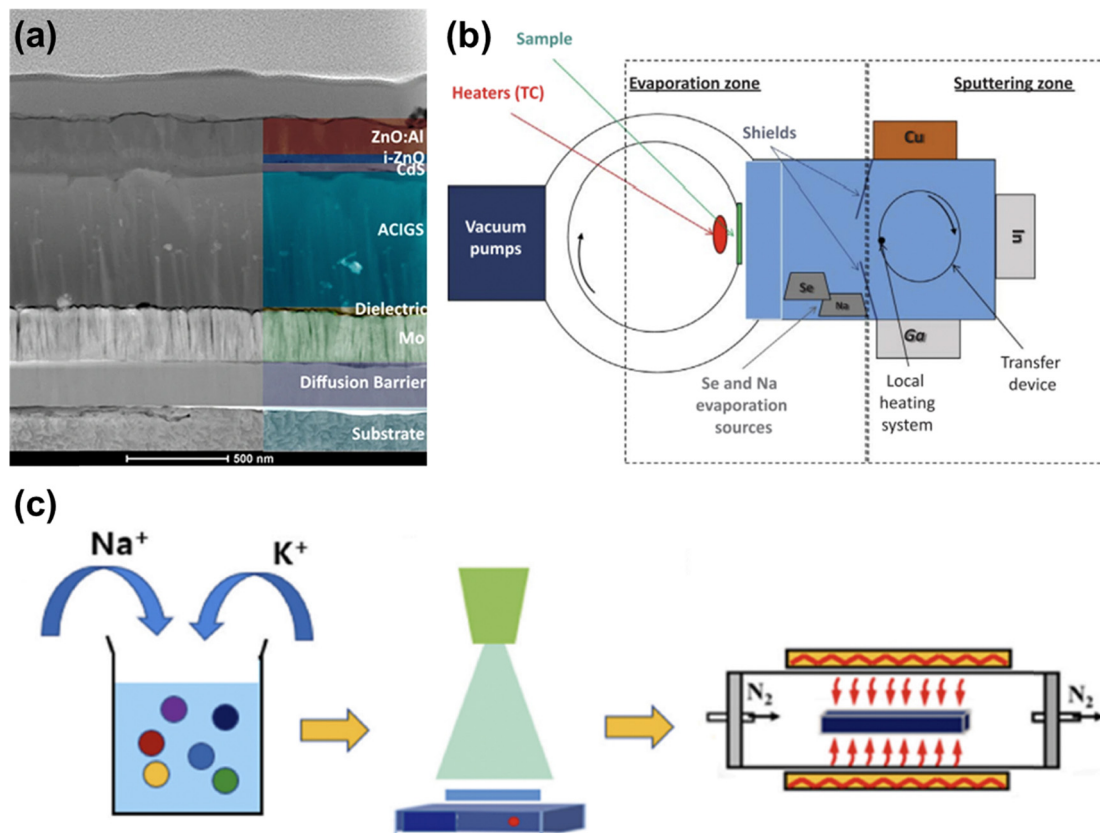 (a)
ZnO:Al
i-ZnO
CdS
ACIGS
Dielectric
Mo
Diffusion Barrier
Substrate
500 nm
(b)
Sample
Heaters (TC)
Evaporation zone
Sputtering zone
Shields
Cu
Vacuum
pumps
In
Se
Na
Ga
Se and Na
evaporation
sources
Local
heating
system
Transfer
device
(c)
Na⁺
K⁺
N₂
N₂